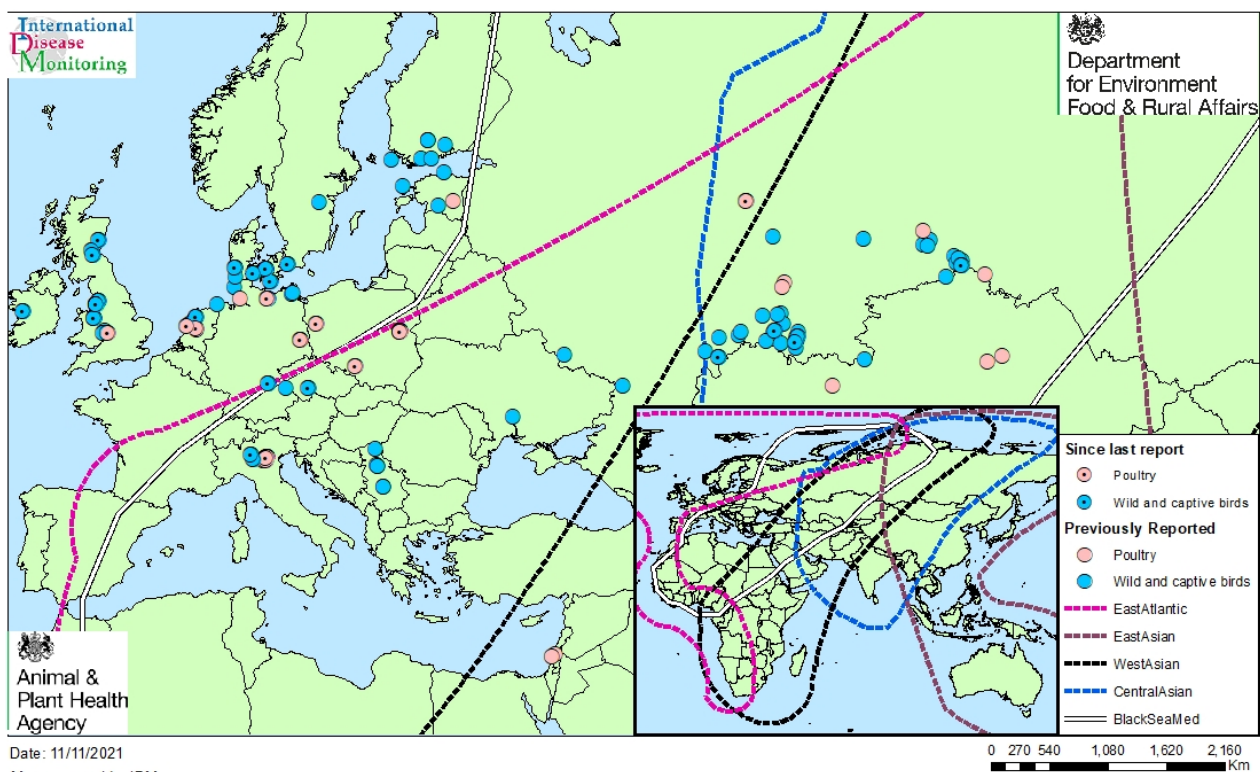 International
Disease
Monitoring
Department
for Environment
Food & Rural Affairs
Since last report
Poultry
Wild and captive birds
Previously Reported
Poultry
Wild and captive birds
EastAtlantic
EastAsian
WestAsian
CentralAsian
BlackSeaMed
Animal &
Plant Health
Agency
Date: 11/11/2021
0 270 540 1,080 1,620 2,160
Km